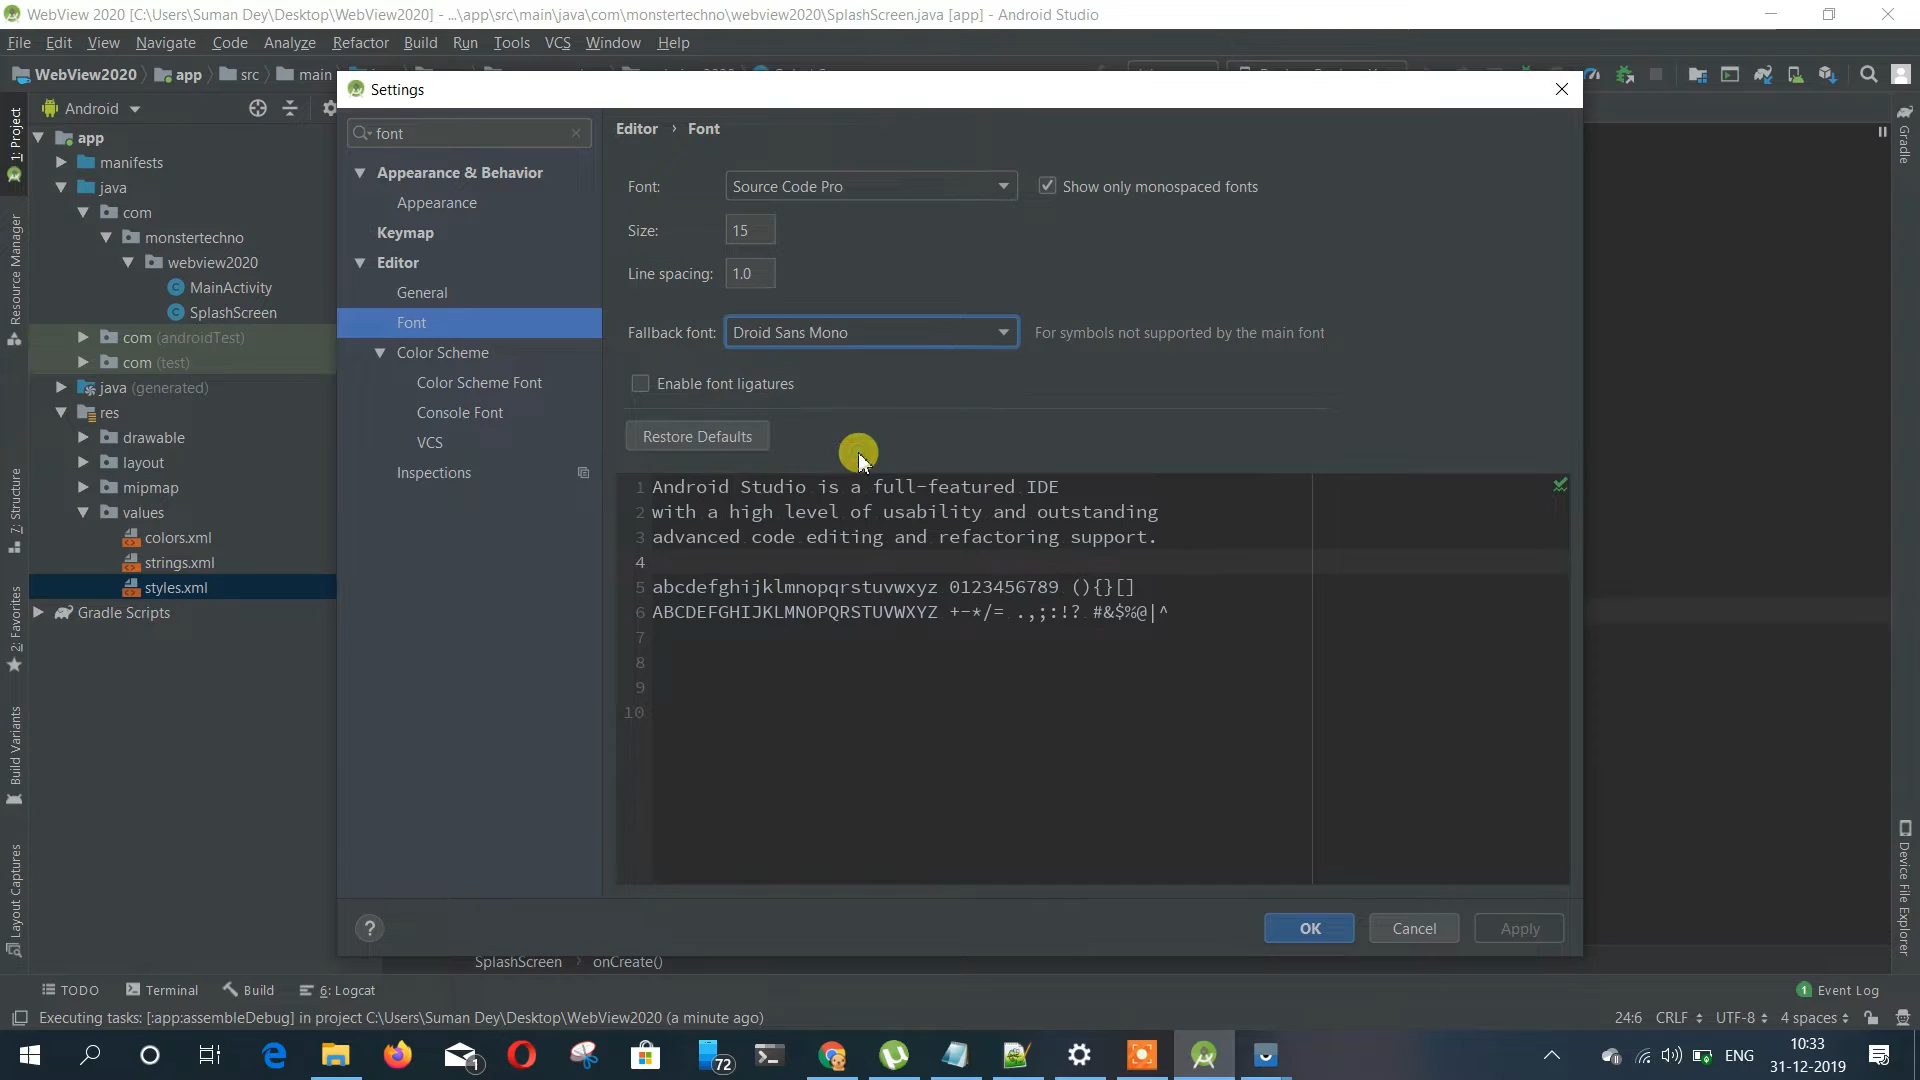 WebView 2020 [C:\Users\Suman Dey\Desktop\WebView2020] - ...\app\src\main\java\com\monstertechno\webview2020\SplashScreen.java [app] - Android Studio
File Edit View Navigate Code Analyze Refactor Build Run Tools VCS Window Help
WebView2020 app src main
Android
Settings
font
Editor › Font
1: Project
Resource Manager
7: Structure
2: Favorites
Build Variants
Layout Captures
app
manifests
java
com
monstertechno
webview2020
MainActivity
SplashScreen
com (androidTest)
com (test)
java (generated)
res
drawable
layout
mipmap
values
colors.xml
strings.xml
styles.xml
Gradle Scripts
Appearance & Behavior
Appearance
Keymap
Editor
General
Font
Color Scheme
Color Scheme Font
Console Font
VCS
Inspections
Font: Source Code Pro Show only monospaced fonts
Size: 15
Line spacing: 1.0
Fallback font: Droid Sans Mono For symbols not supported by the main font
Enable font ligatures
Restore Defaults
1 Android Studio is a full-featured IDE
2 with a high level of usability and outstanding
3 advanced code editing and refactoring support.
4
5 abcdefghijklmnopqrstuvwxyz 0123456789 (){}[]
6 ABCDEFGHIJKLMNOPQRSTUVWXYZ +-*/= .,;:!? #&$%@|^
7
8
9
10
? OK Cancel Apply
Gradle
Device File Explorer
SplashScreen › onCreate()
TODO Terminal Build 6: Logcat 1 Event Log
Executing tasks: [:app:assembleDebug] in project C:\Users\Suman Dey\Desktop\WebView2020 (a minute ago) 24:6 CRLF UTF-8 4 spaces
1 72 ENG 10:33
31-12-2019